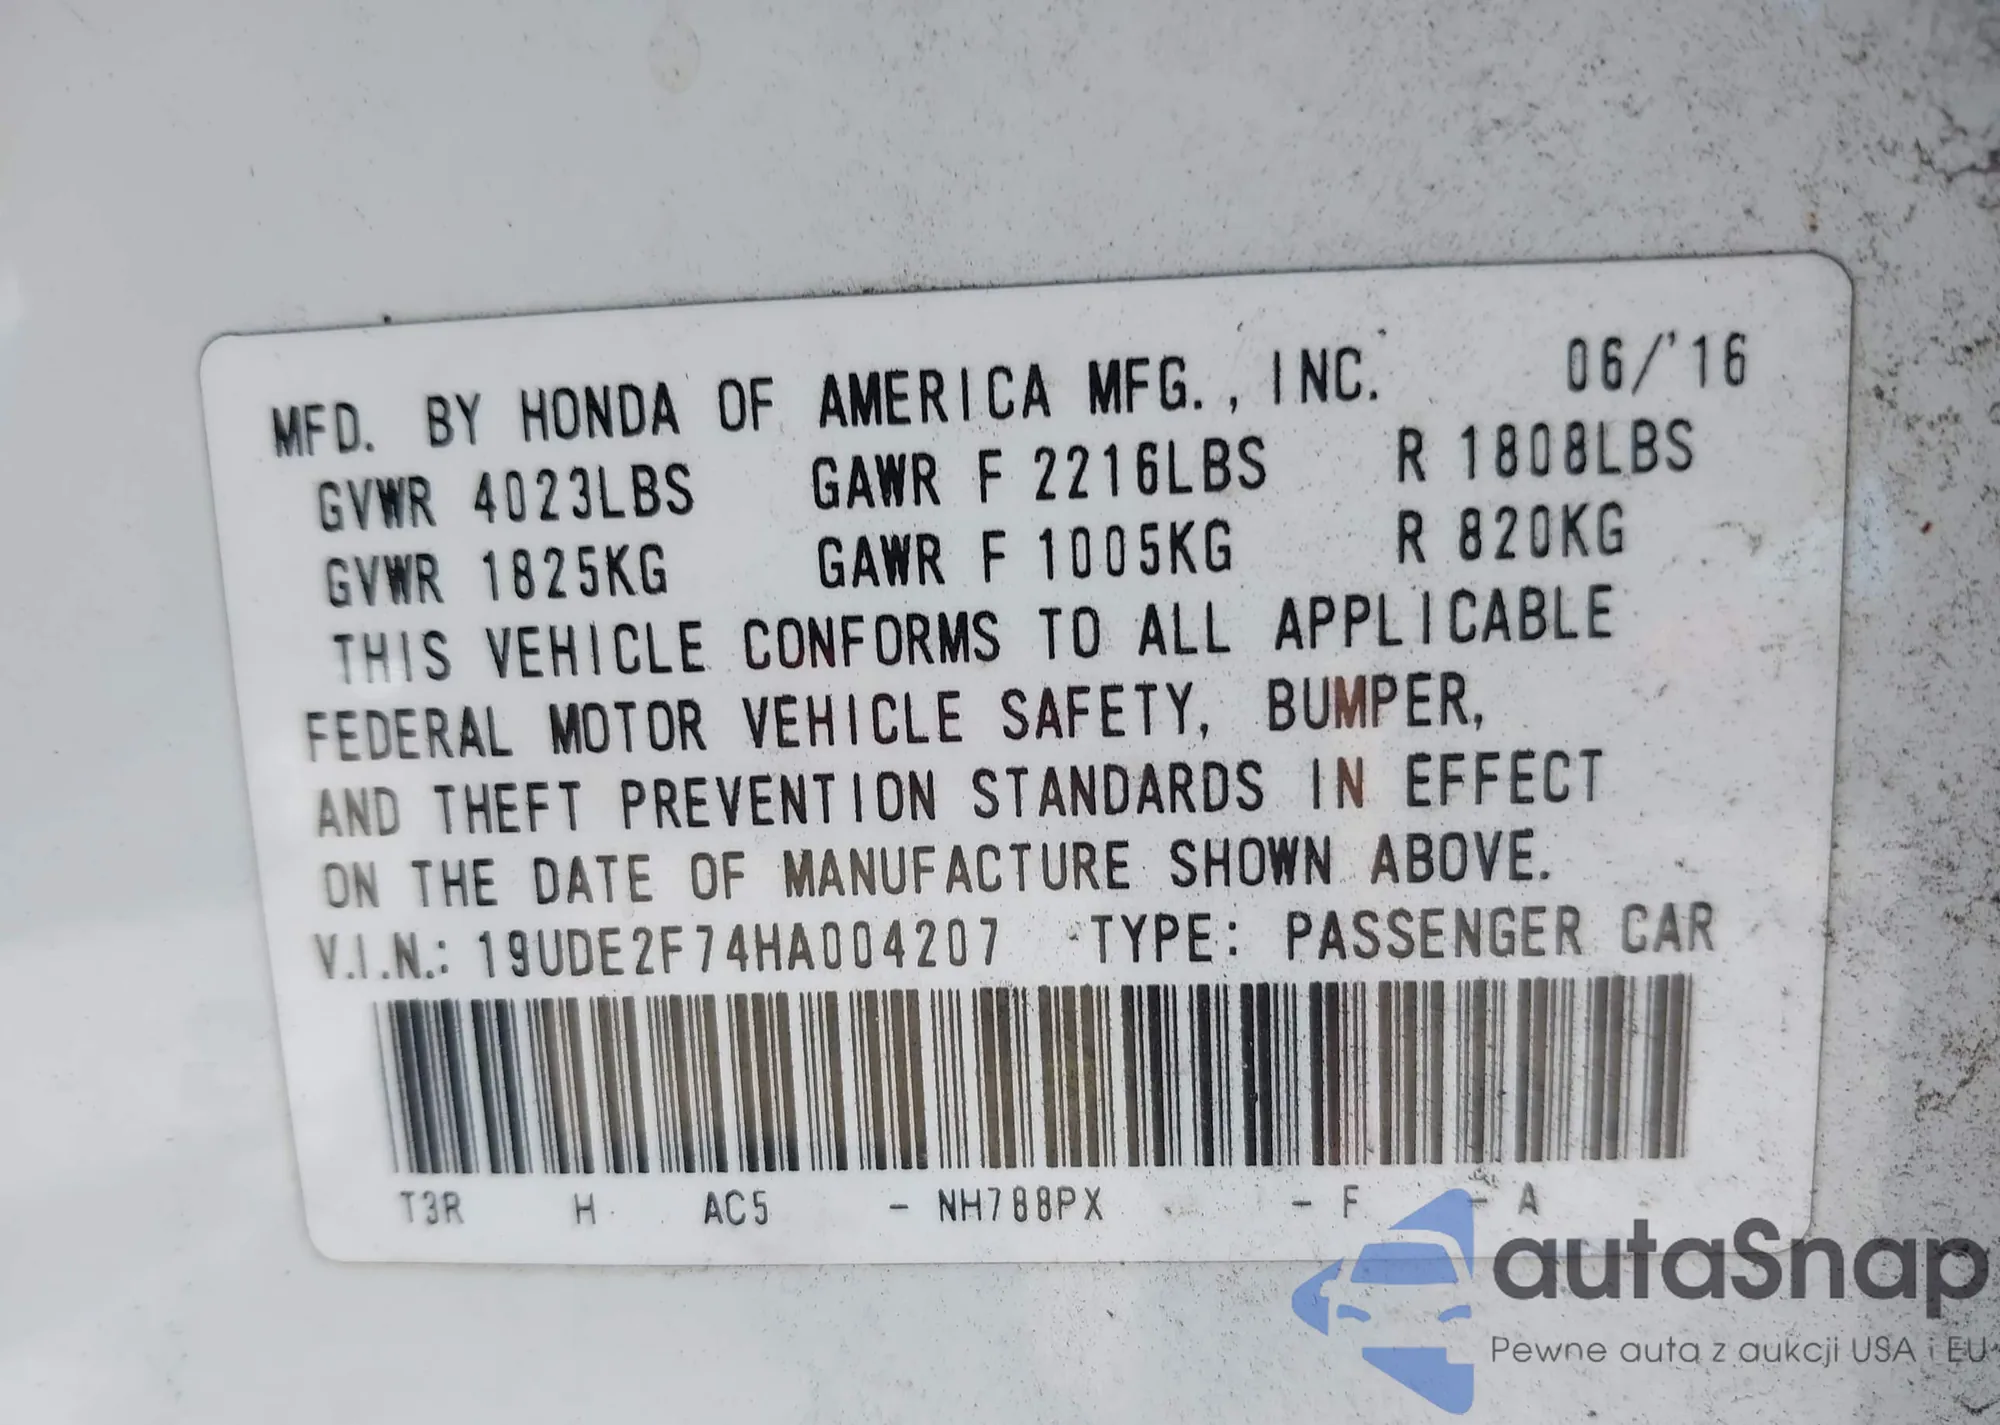 MFD. BY HONDA OF AMERICA MFG., INC. 06/'16
GVWR 4023LBS GAWR F 2216LBS R 1808LBS
GVWR 1825KG GAWR F 1005KG R 820KG
THIS VEHICLE CONFORMS TO ALL APPLICABLE
FEDERAL MOTOR VEHICLE SAFETY, BUMPER,
AND THEFT PREVENTION STANDARDS IN EFFECT
ON THE DATE OF MANUFACTURE SHOWN ABOVE.
V.I.N.: 19UDE2F74HA004207 TYPE: PASSENGER CAR
T3R H AC5 - NH788PX - F - A
autaSnap
Pewne auta z aukcji USA i EU